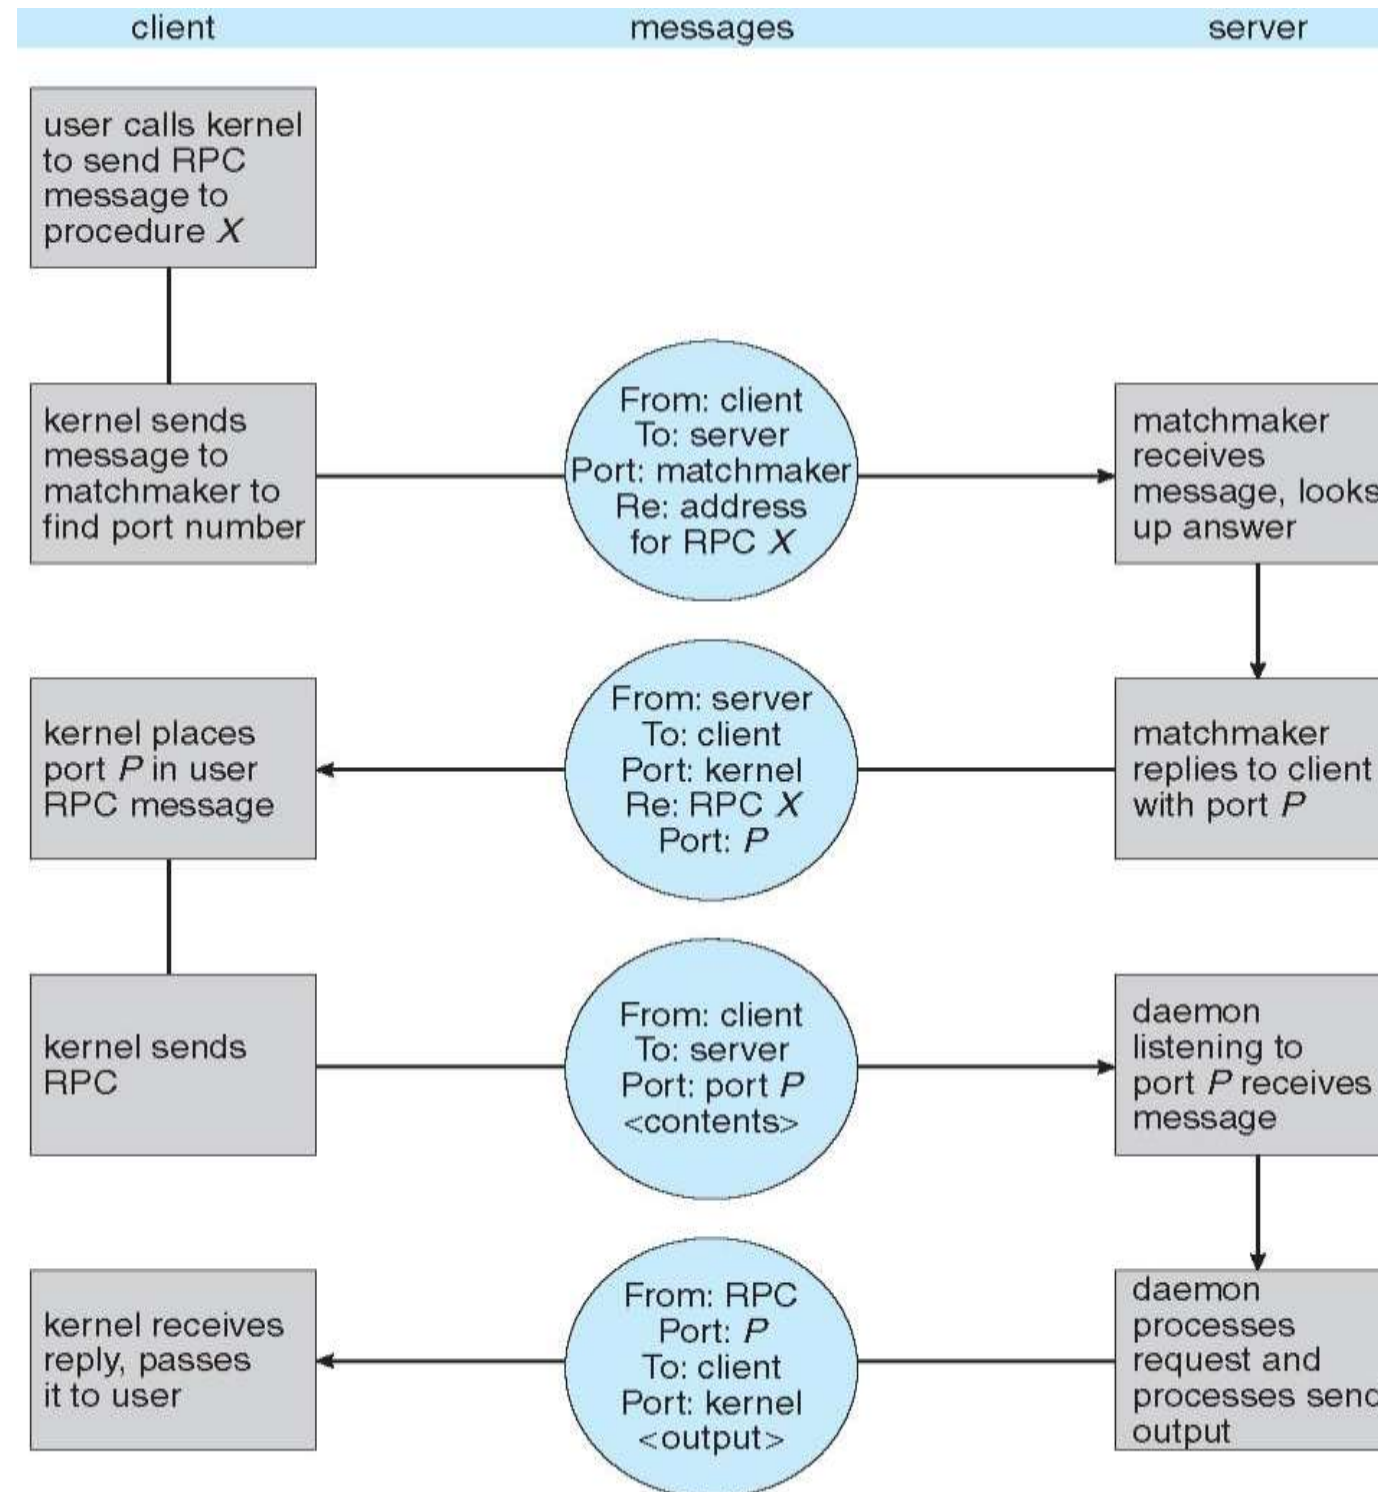 client
messages
server
user calls kernel
to send RPC
message to
procedure X
kernel sends
message to
matchmaker to
find port number
From: client
To: server
Port: matchmaker
Re: address
for RPC X
matchmaker
receives
message, looks
up answer
kernel places
port P in user
RPC message
From: server
To: client
Port: kernel
Re: RPC X
Port: P
matchmaker
replies to client
with port P
kernel sends
RPC
From: client
To: server
Port: port P
<contents>
daemon
listening to
port P receives
message
kernel receives
reply, passes
it to user
From: RPC
Port: P
To: client
Port: kernel
<output>
daemon
processes
request and
processes send
output